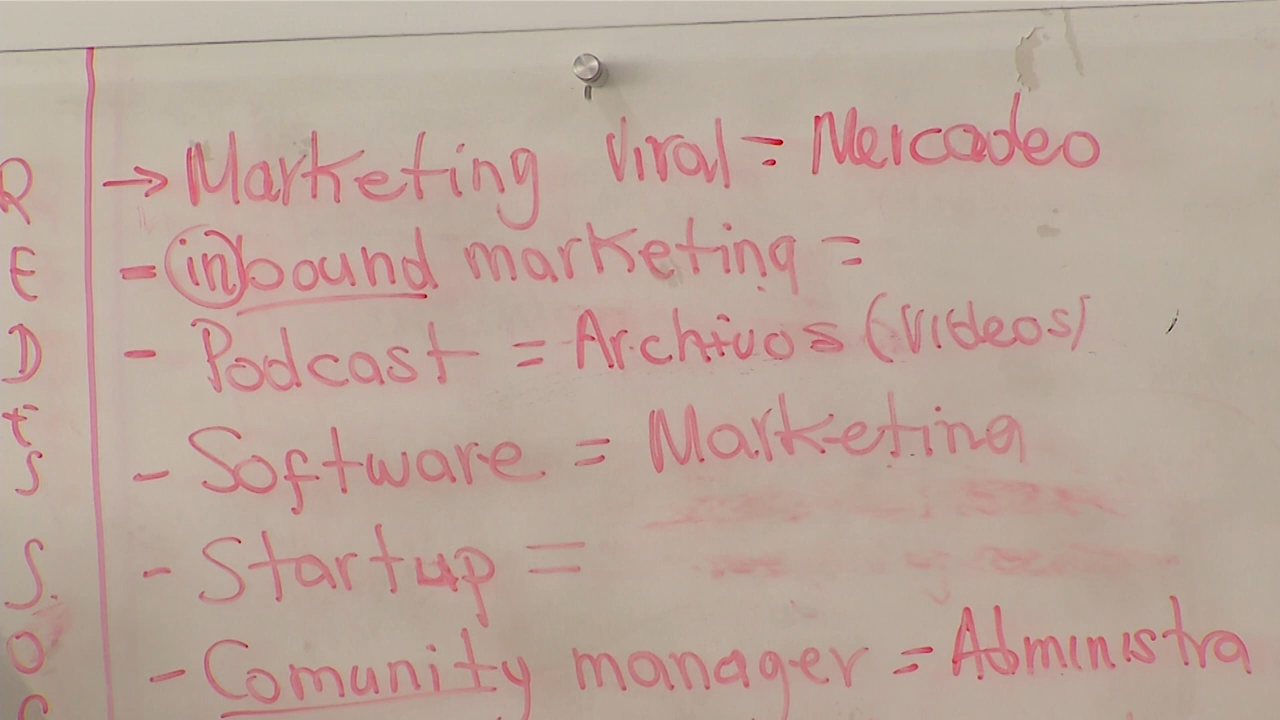 R
E
D
E
S
S.
O
→ Marketing Viral = Mercadeo
- inbound marketing =
- Podcast = Archivos (Videos)
- Software = Marketing
- Startup =
- Comunity manager = Administra